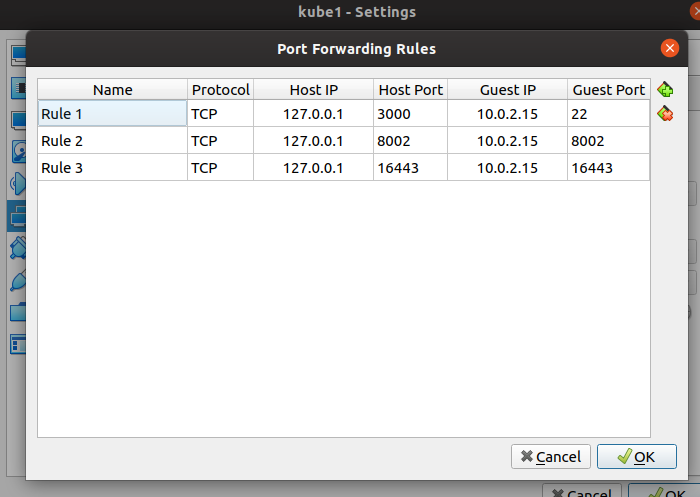 kube1 - Settings
Port Forwarding Rules
Name Protocol Host IP Host Port Guest IP Guest Port
Rule 1 TCP 127.0.0.1 3000 10.0.2.15 22
Rule 2 TCP 127.0.0.1 8002 10.0.2.15 8002
Rule 3 TCP 127.0.0.1 16443 10.0.2.15 16443
Cancel OK
Cancel OK